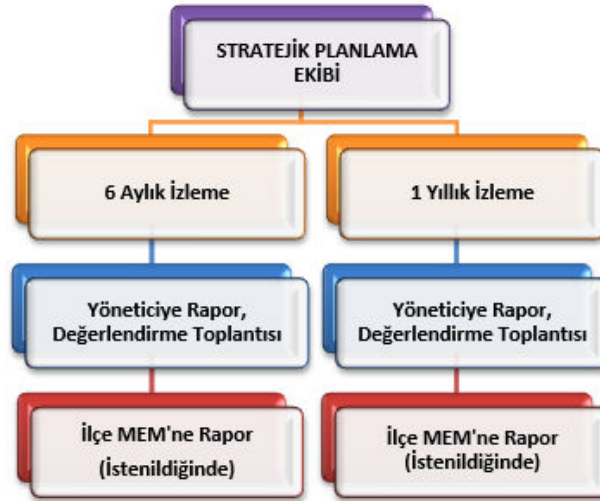 STRATEJİK PLANLAMA
EKİBİ
6 Aylık İzleme
1 Yıllık İzleme
Yöneticiye Rapor,
Değerlendirme Toplantısı
Yöneticiye Rapor,
Değerlendirme Toplantısı
İlçe MEM'ne Rapor
(İstenildiğinde)
İlçe MEM'ne Rapor
(İstenildiğinde)